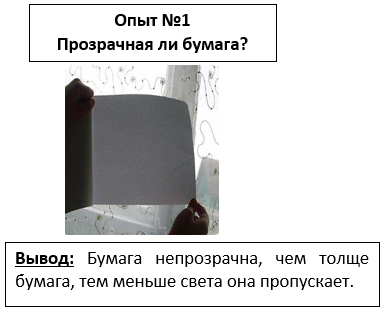 Опыт №1
Прозрачная ли бумага?
Вывод: Бумага непрозрачна, чем толще
бумага, тем меньше света она пропускает.